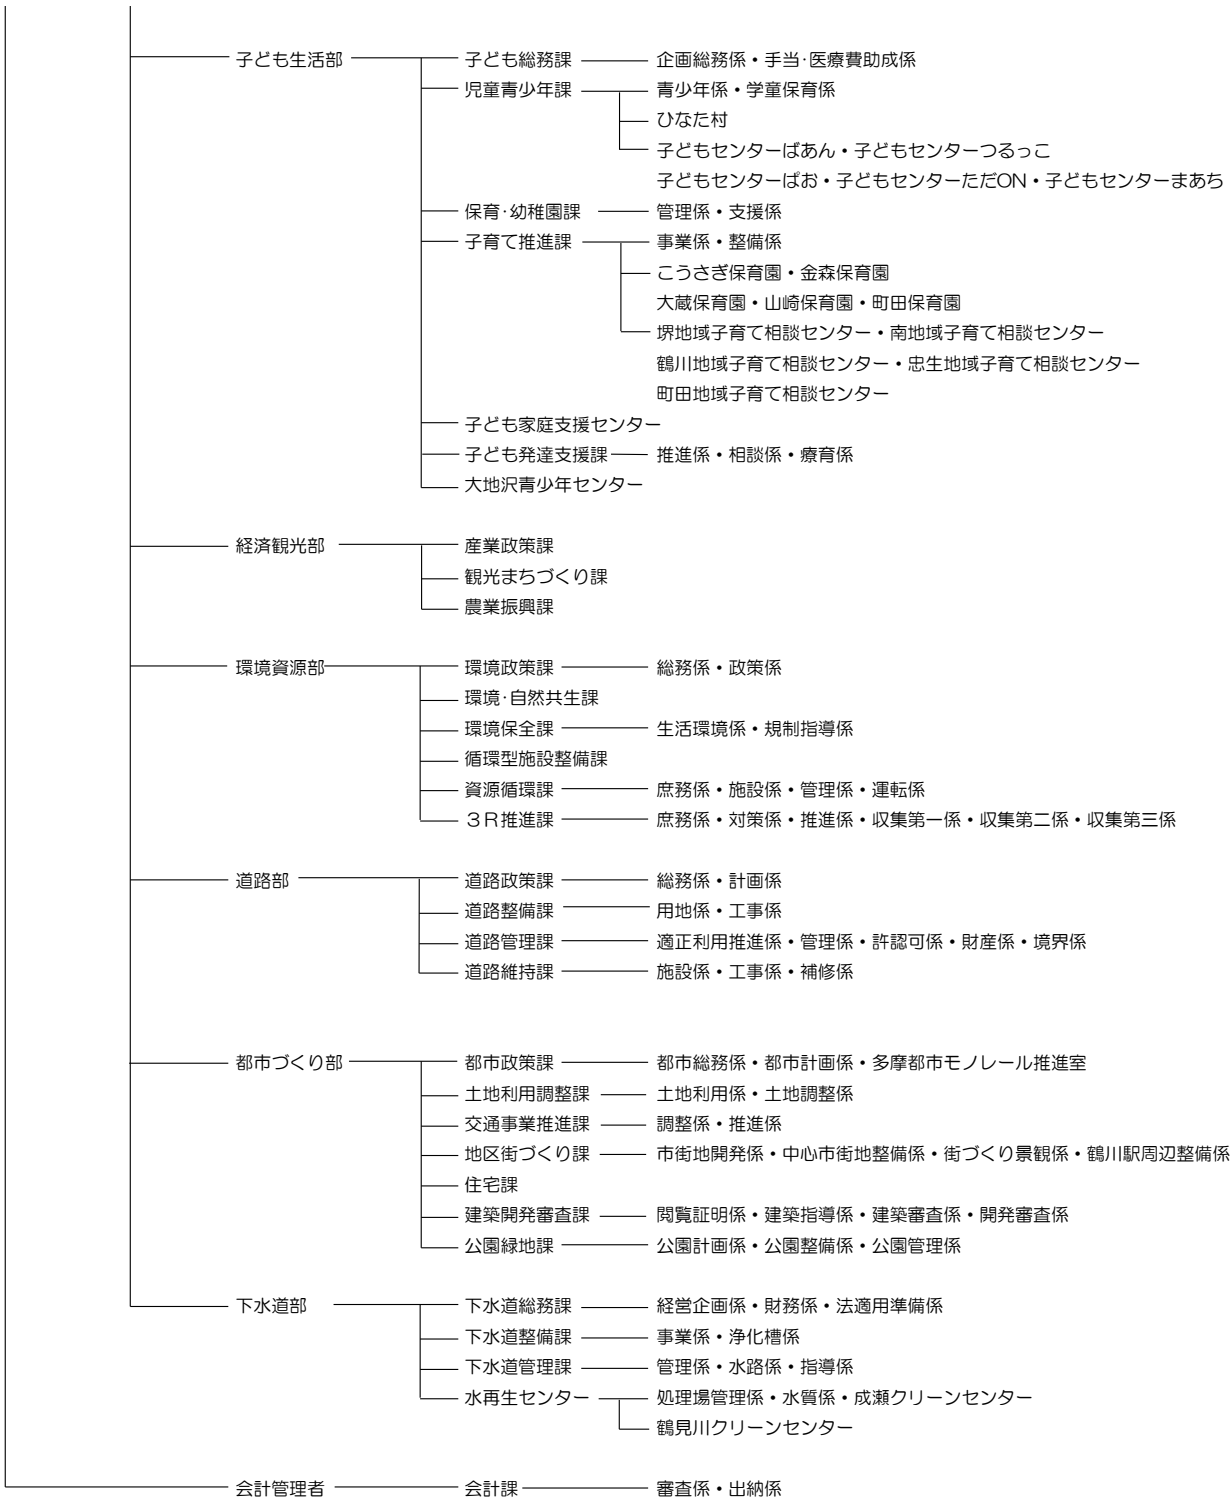 子ども生活部 子ども総務課 企画総務係・手当・医療費助成係
児童青少年課 青少年係・学童保育係
ひなた村
子どもセンターばあん・子どもセンターつるっこ
子どもセンターぱお・子どもセンターただON・子どもセンターまあち
保育・幼稚園課 管理係・支援係
子育て推進課 事業係・整備係
こうさぎ保育園・金森保育園
大蔵保育園・山崎保育園・町田保育園
堺地域子育て相談センター・南地域子育て相談センター
鶴川地域子育て相談センター・忠生地域子育て相談センター
町田地域子育て相談センター
子ども家庭支援センター
子ども発達支援課 推進係・相談係・療育係
大地沢青少年センター
経済観光部 産業政策課
観光まちづくり課
農業振興課
環境資源部 環境政策課 総務係・政策係
環境・自然共生課
環境保全課 生活環境係・規制指導係
循環型施設整備課
資源循環課 庶務係・施設係・管理係・運転係
3R推進課 庶務係・対策係・推進係・収集第一係・収集第二係・収集第三係
道路部 道路政策課 総務係・計画係
道路整備課 用地係・工事係
道路管理課 適正利用推進係・管理係・許認可係・財産係・境界係
道路維持課 施設係・工事係・補修係
都市づくり部 都市政策課 都市総務係・都市計画係・多摩都市モノレール推進室
土地利用調整課 土地利用係・土地調整係
交通事業推進課 調整係・推進係
地区街づくり課 市街地開発係・中心市街地整備係・街づくり景観係・鶴川駅周辺整備係
住宅課
建築開発審査課 閲覧証明係・建築指導係・建築審査係・開発審査係
公園緑地課 公園計画係・公園整備係・公園管理係
下水道部 下水道総務課 経営企画係・財務係・法適用準備係
下水道整備課 事業係・浄化槽係
下水道管理課 管理係・水路係・指導係
水再生センター 処理場管理係・水質係・成瀬クリーンセンター
鶴見川クリーンセンター
会計管理者 会計課 審査係・出納係